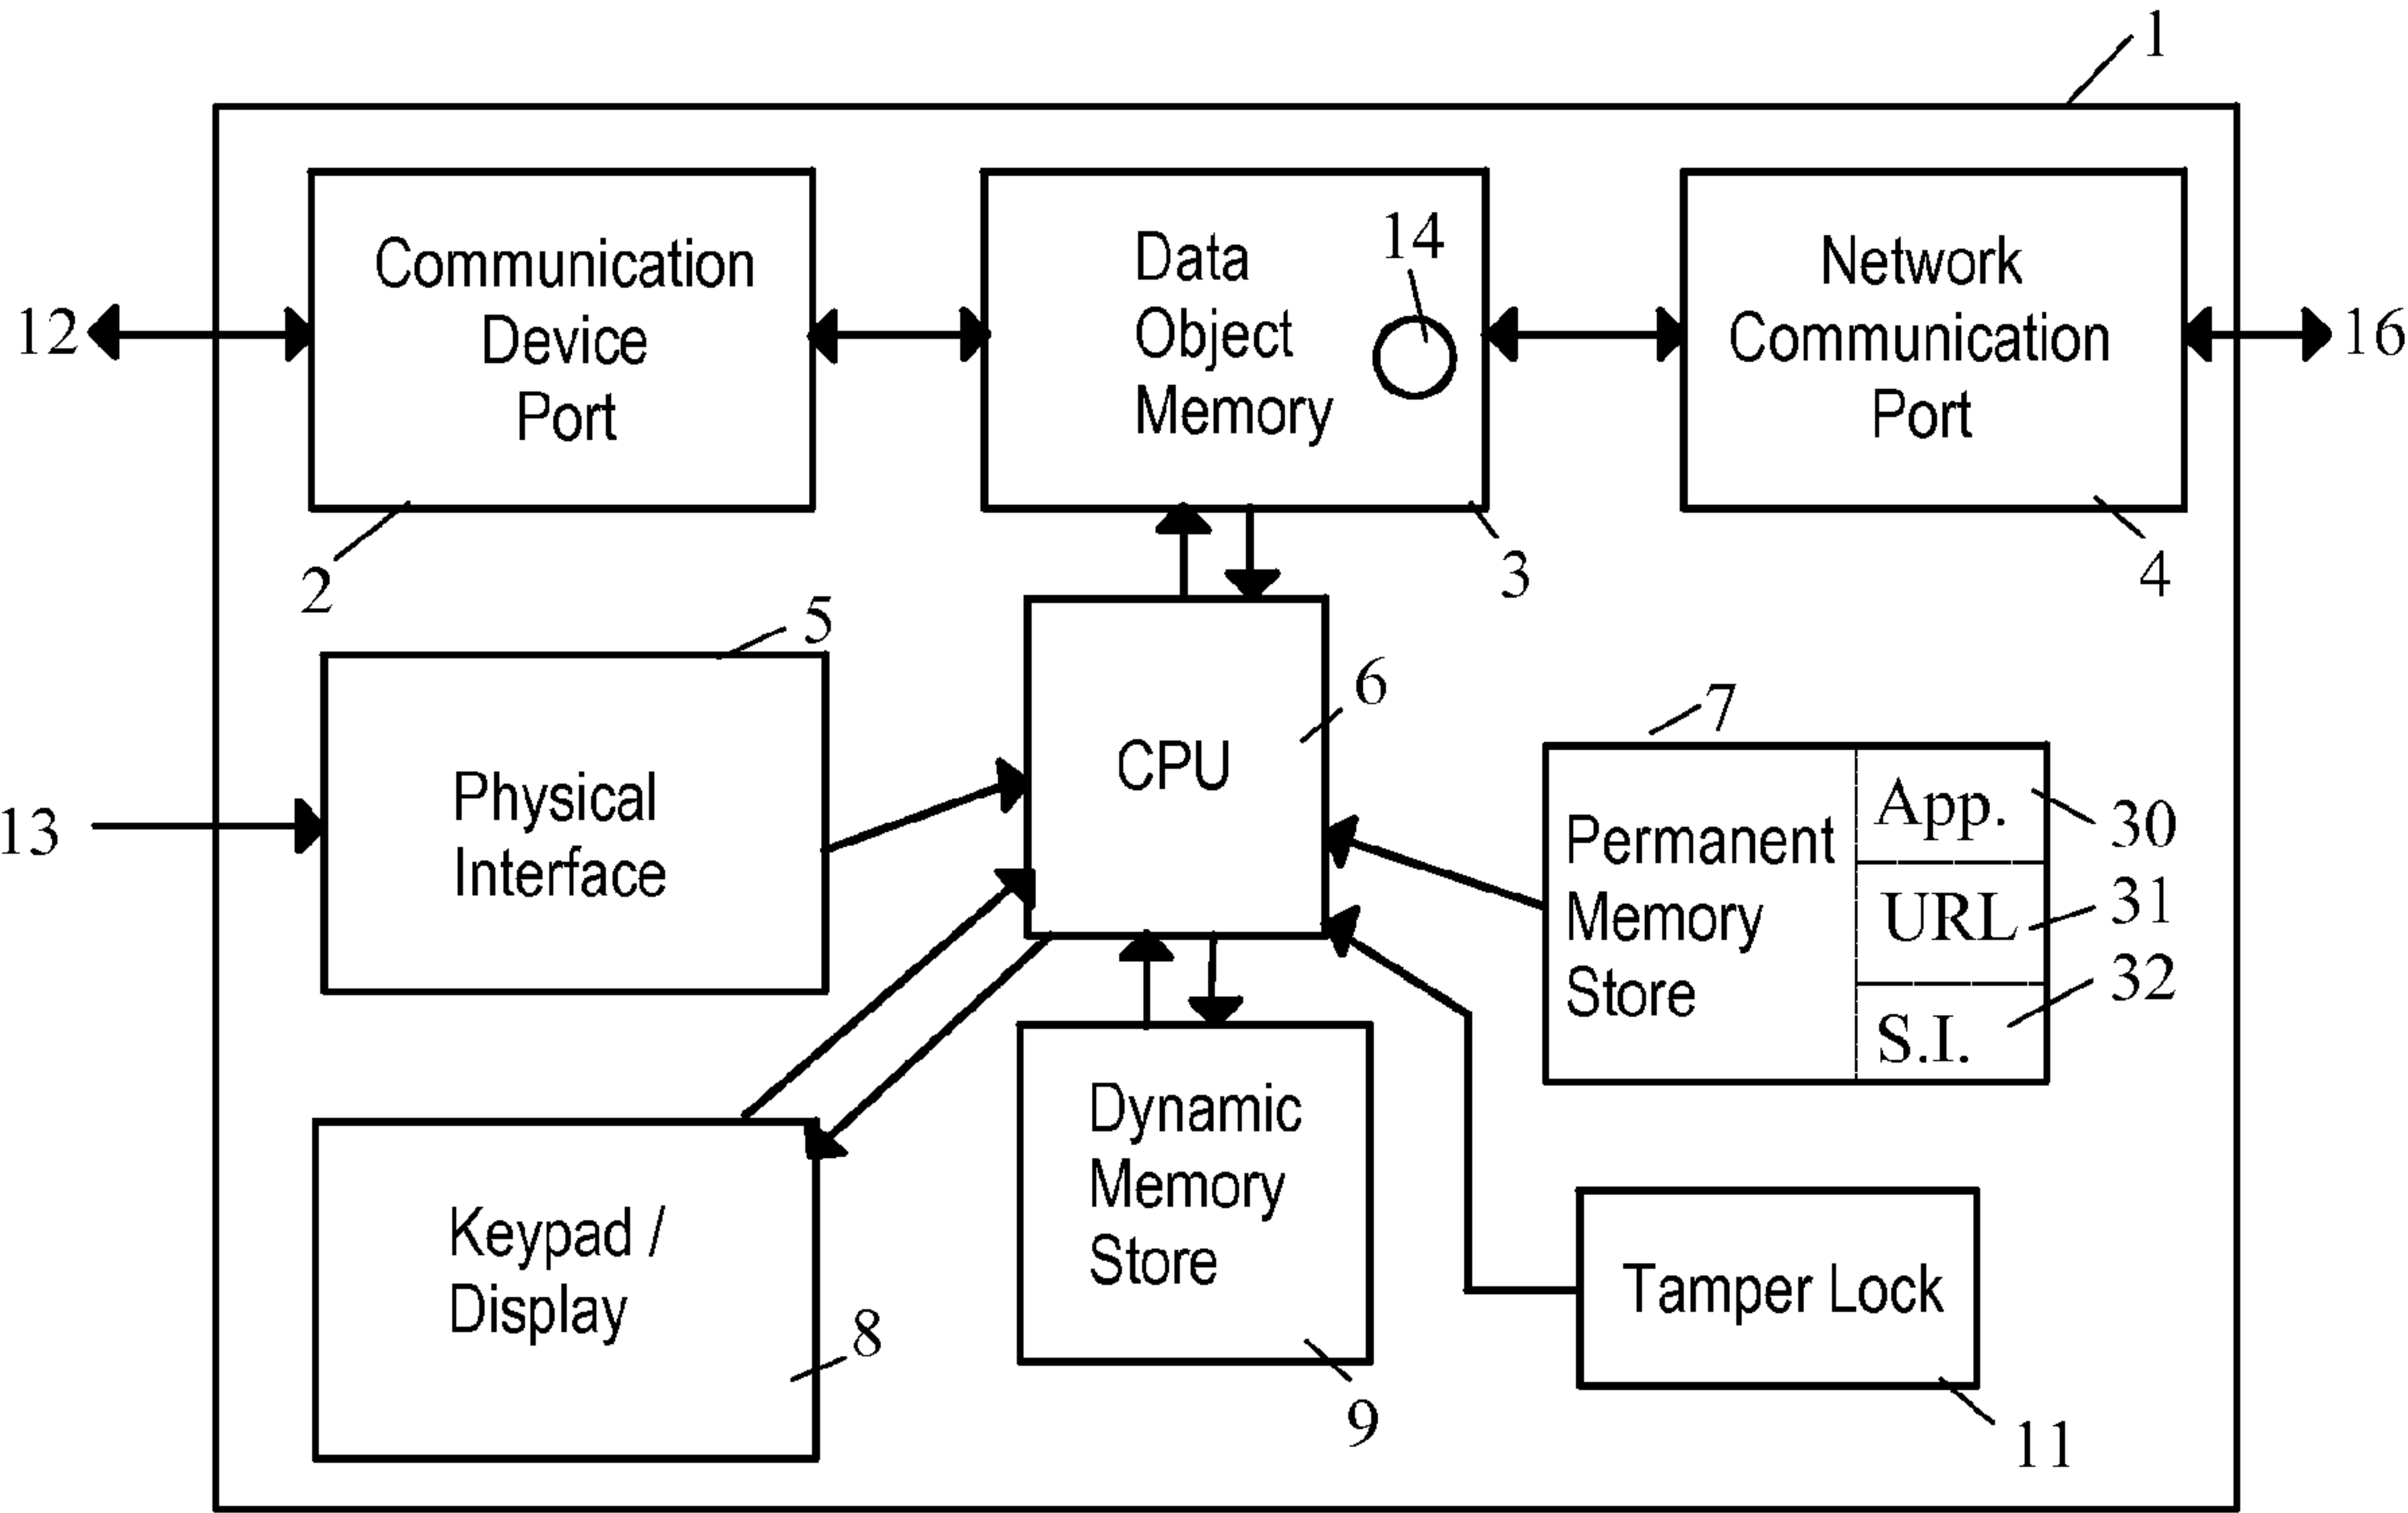 1
Communication
Device
Port
Data
Object
Memory
14
Network
Communication
Port
12
16
2
3
4
5
Physical
Interface
13
CPU
6
7
Permanent
Memory
Store
App.
URL
S.I.
30
31
32
Keypad /
Display
8
Dynamic
Memory
Store
9
Tamper Lock
11